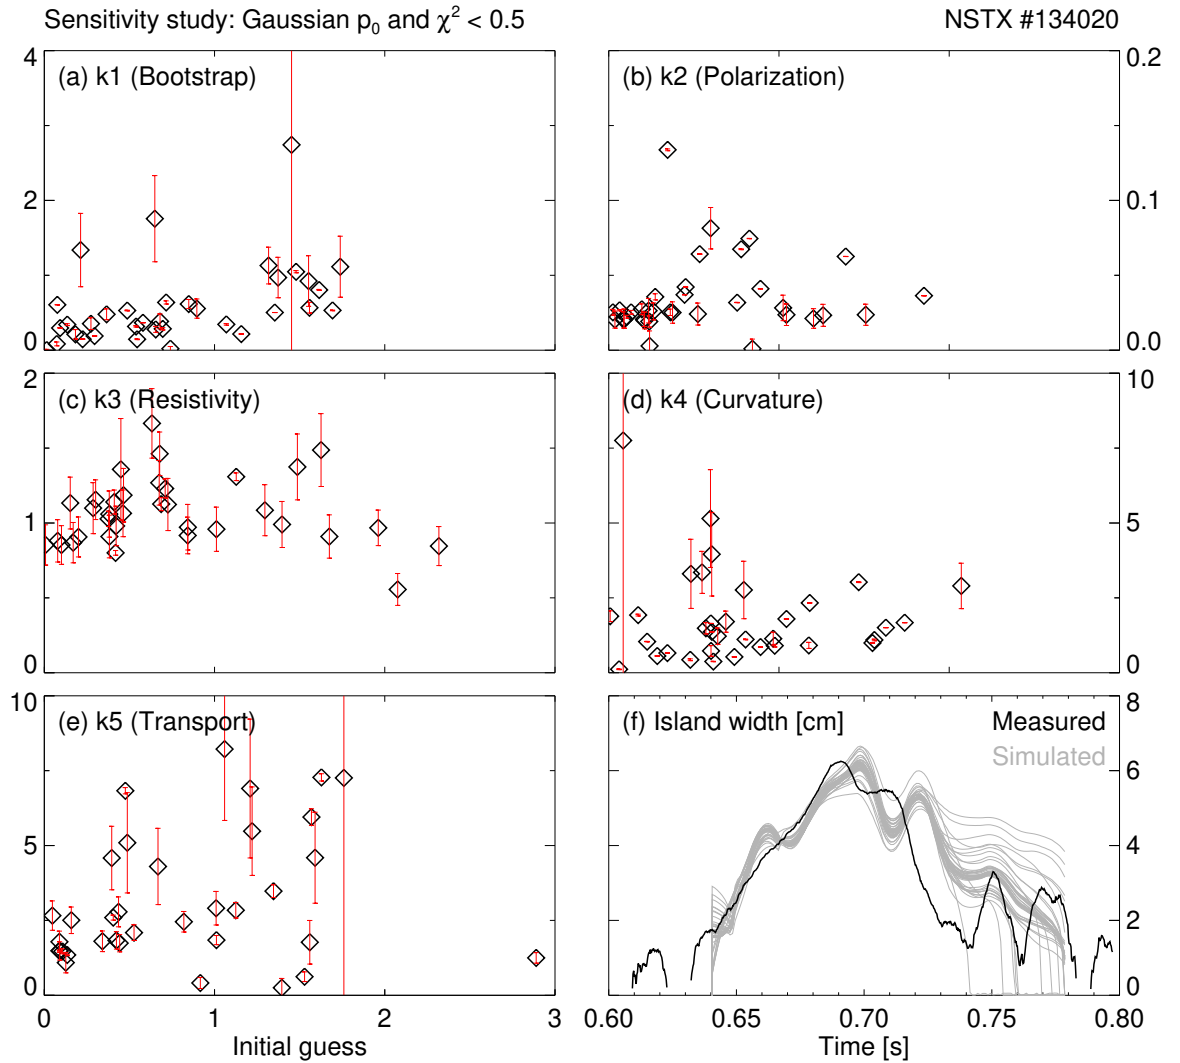 Sensitivity study: Gaussian p₀ and χ² < 0.5
NSTX #134020
(a) k1 (Bootstrap)
4
2
0
(b) k2 (Polarization)
0.2
0.1
0.0
(c) k3 (Resistivity)
2
1
0
(d) k4 (Curvature)
10
5
0
(e) k5 (Transport)
10
5
0
0 1 2 3
Initial guess
(f) Island width [cm]
Measured
Simulated
8
6
4
2
0
0.60 0.65 0.70 0.75 0.80
Time [s]